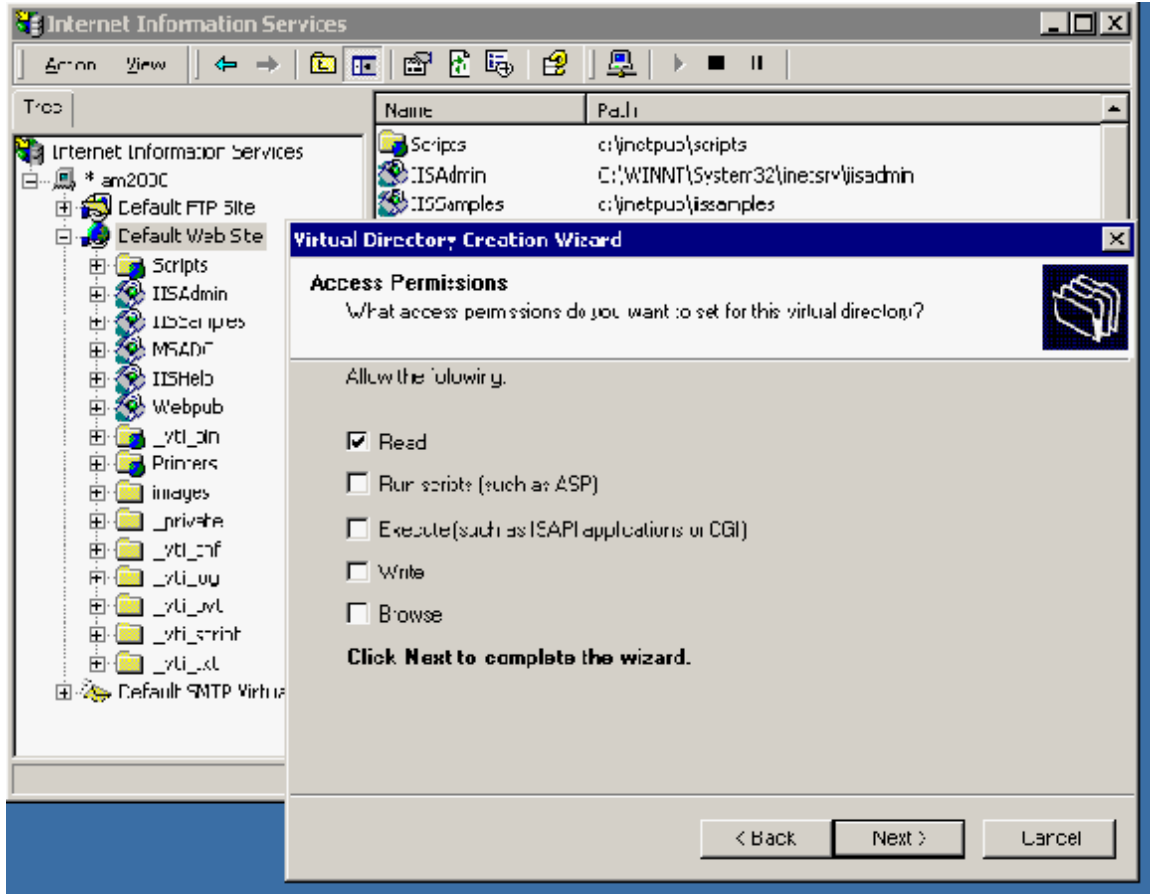 Internet Information Services
Action View
Tree
Name Path
Internet Information Services
* am2000
Default FTP Site
Default Web Site
Scripts
IISAdmin
IISSamples
MSADC
IISHelp
Webpub
_vti_bin
Printers
images
_private
_vti_cnf
_vti_log
_vti_pvt
_vti_script
_vti_txt
Default SMTP Virtua
Scripts c:\inetpub\scripts
IISAdmin C:\WINNT\System32\inetsrv\iisadmin
IISSamples c:\inetpub\iissamples
Virtual Directory Creation Wizard
Access Permissions
What access permissions do you want to set for this virtual directory?
Allow the following:
Read
Run scripts (such as ASP)
Execute (such as ISAPI applications or CGI)
Write
Browse
Click Next to complete the wizard.
< Back Next > Cancel